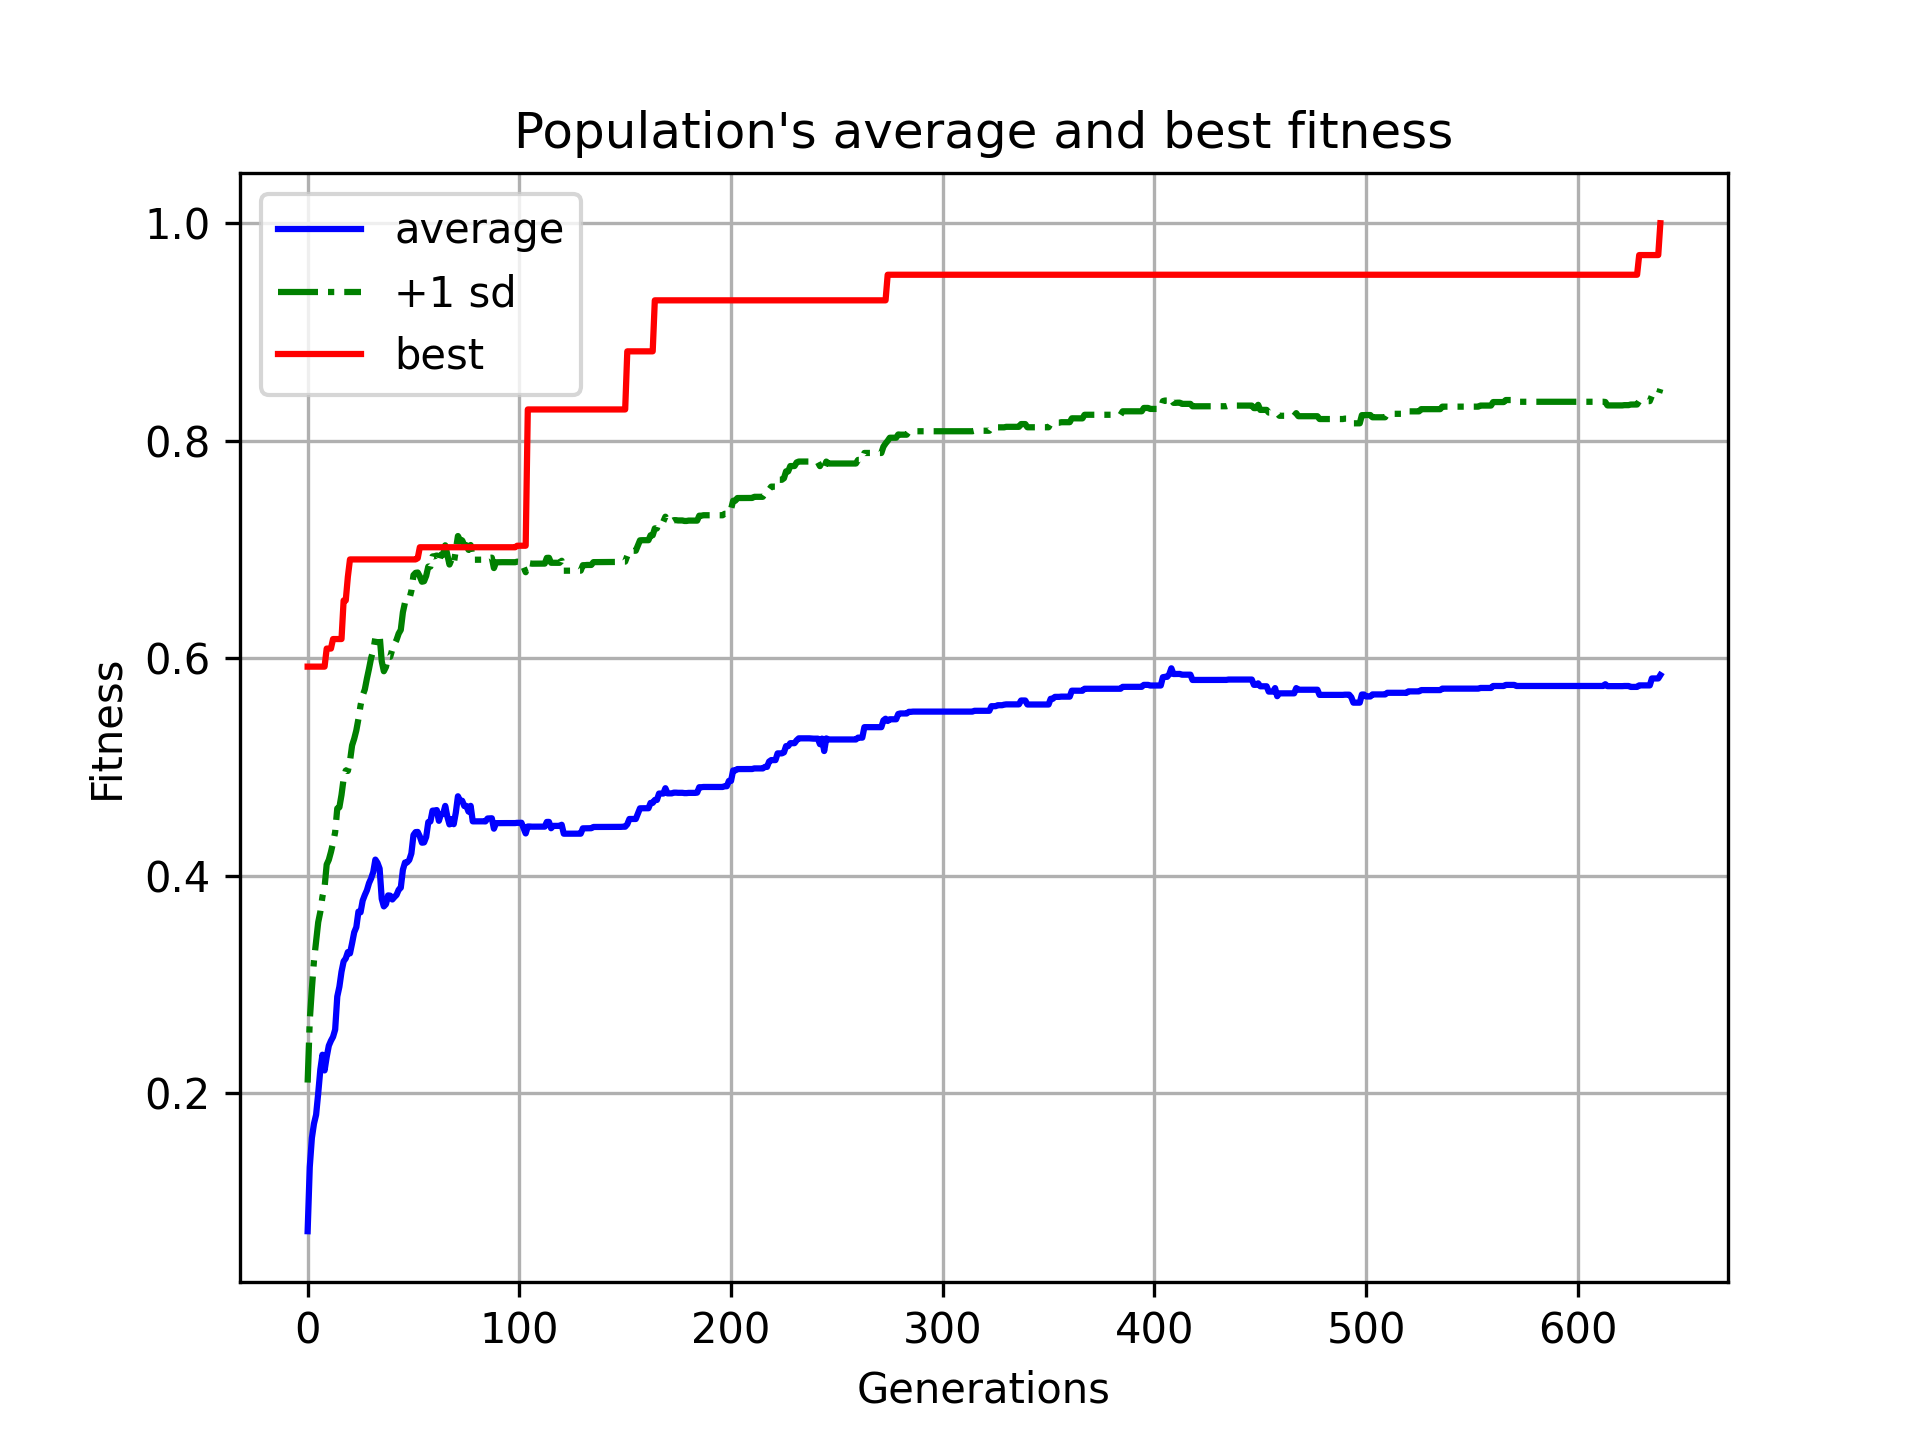 Population's average and best fitness
average
+1 sd
best
1.0
0.8
0.6
0.4
0.2
Fitness
0 100 200 300 400 500 600
Generations